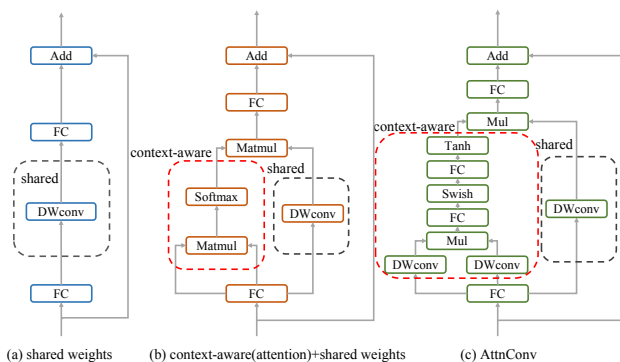 Add
FC
shared
DWconv
FC
(a) shared weights
Add
FC
Matmul
context-aware
shared
Softmax
DWconv
Matmul
FC
(b) context-aware(attention)+shared weights
Add
FC
Mul
context-aware
Tanh
shared
FC
Swish
DWconv
FC
Mul
DWconv
DWconv
FC
(c) AttnConv